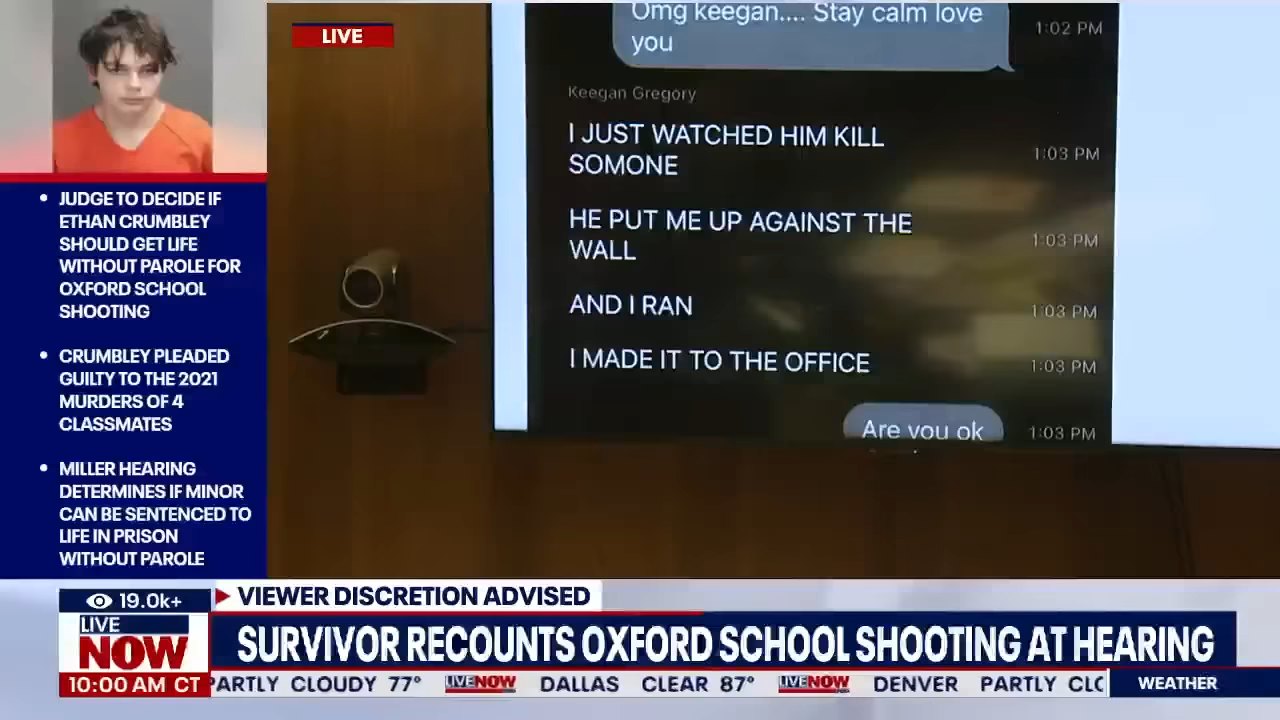 LIVE
Omg keegan.... Stay calm love
you
1:02 PM
Keegan Gregory
I JUST WATCHED HIM KILL
SOMONE
1:03 PM
HE PUT ME UP AGAINST THE
WALL
1:03 PM
AND I RAN
1:03 PM
I MADE IT TO THE OFFICE
1:03 PM
Are you ok
1:03 PM
• JUDGE TO DECIDE IF
ETHAN CRUMBLEY
SHOULD GET LIFE
WITHOUT PAROLE FOR
OXFORD SCHOOL
SHOOTING
• CRUMBLEY PLEADED
GUILTY TO THE 2021
MURDERS OF 4
CLASSMATES
• MILLER HEARING
DETERMINES IF MINOR
CAN BE SENTENCED TO
LIFE IN PRISON
WITHOUT PAROLE
19.0k+
VIEWER DISCRETION ADVISED
LIVE
NOW
SURVIVOR RECOUNTS OXFORD SCHOOL SHOOTING AT HEARING
10:00 AM CT
PARTLY CLOUDY 77° LIVENOW DALLAS CLEAR 87° LIVENOW DENVER PARTLY
WEATHER